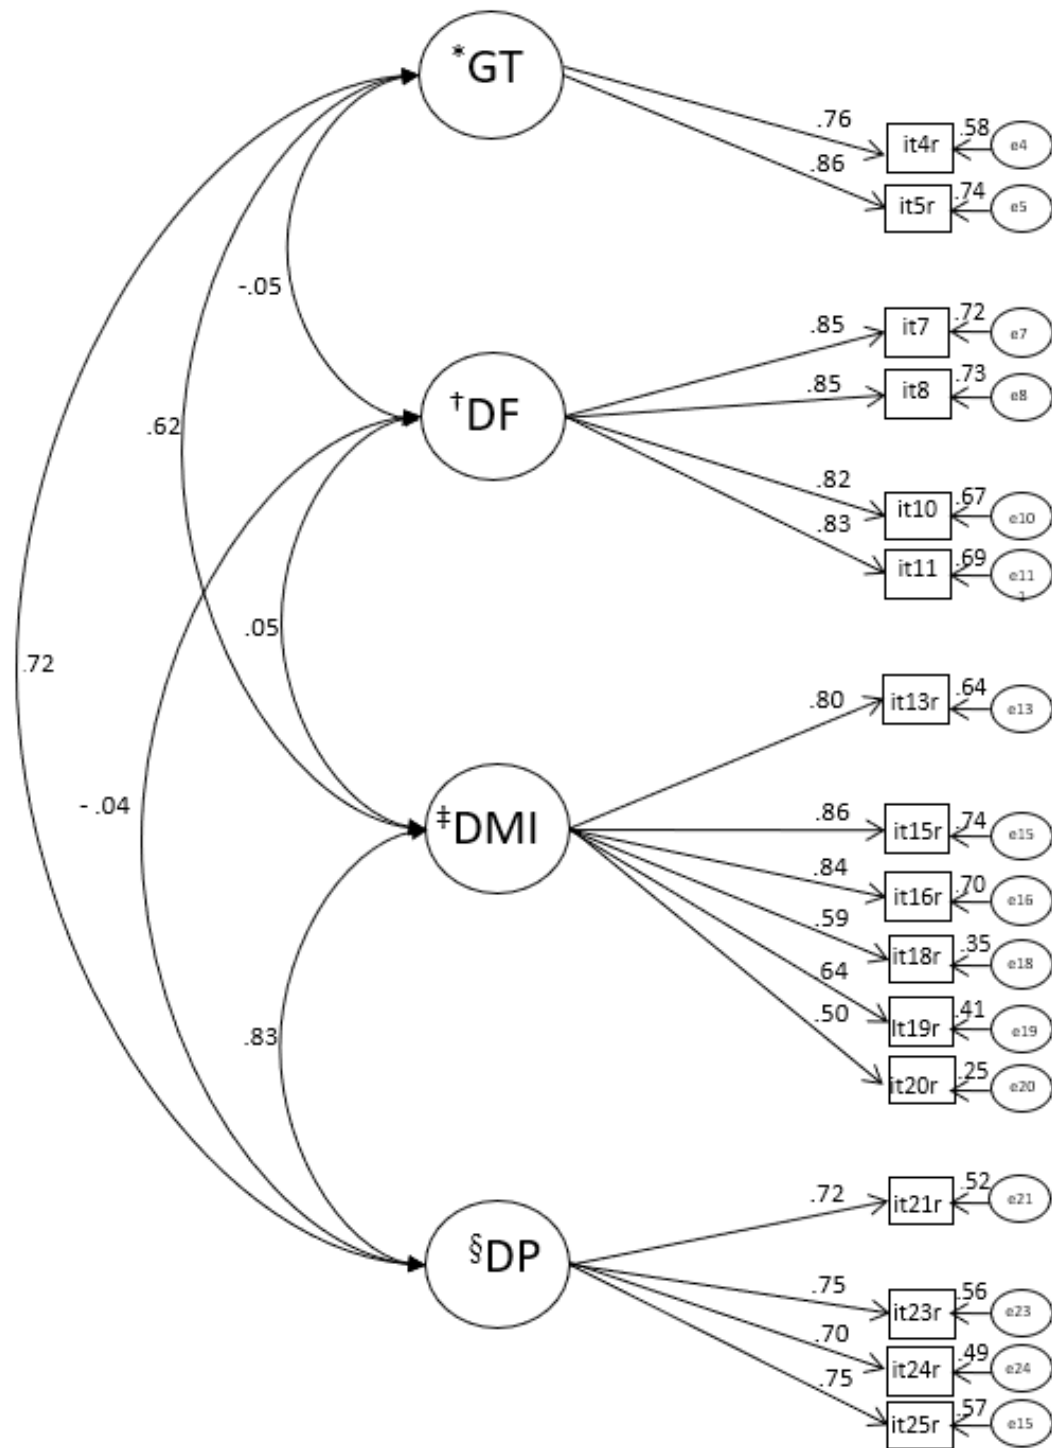 *GT
.76
it4r
.58
e4
.86
it5r
.74
e5
-.05
.85
it7
.72
e7
†DF
.85
it8
.73
e8
.62
.82
it10
.67
e10
.83
it11
.69
e11
1
.05
.72
.80
it13r
.64
e13
- .04
‡DMI
.86
it15r
.74
e15
.84
it16r
.70
e16
.59
it18r
.35
e18
.64
It19r
.41
e19
.50
it20r
.25
e20
.83
.72
it21r
.52
e21
§DP
.75
it23r
.56
e23
.70
it24r
.49
e24
.75
it25r
.57
e15